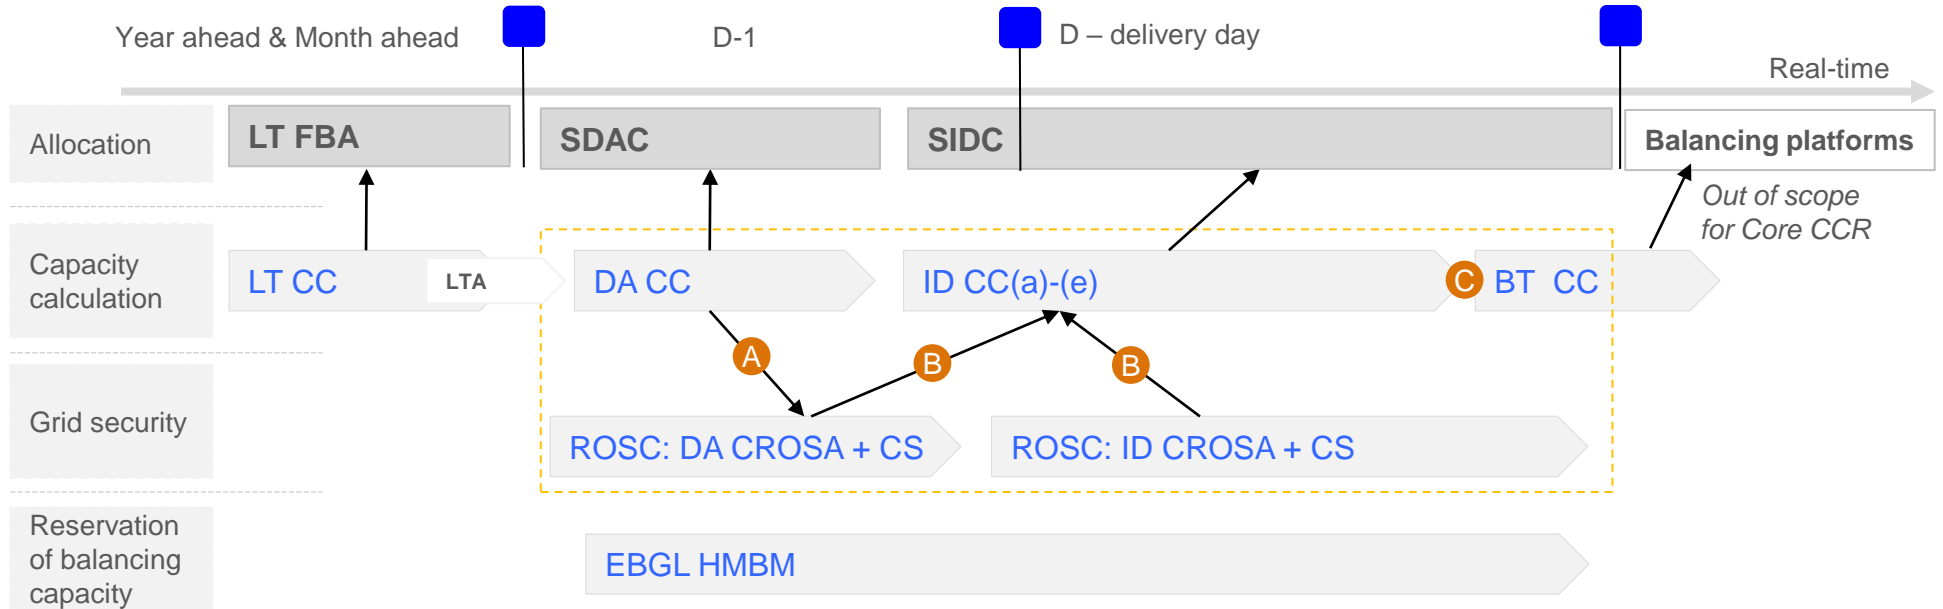 Year ahead & Month ahead
D-1
D – delivery day
Real-time
Allocation
LT FBA
SDAC
SIDC
Balancing platforms
Out of scope
for Core CCR
Capacity
calculation
LT CC
LTA
DA CC
ID CC(a)-(e)
C
BT CC
A
B
B
Grid security
ROSC: DA CROSA + CS
ROSC: ID CROSA + CS
Reservation
of balancing
capacity
EBGL HMBM